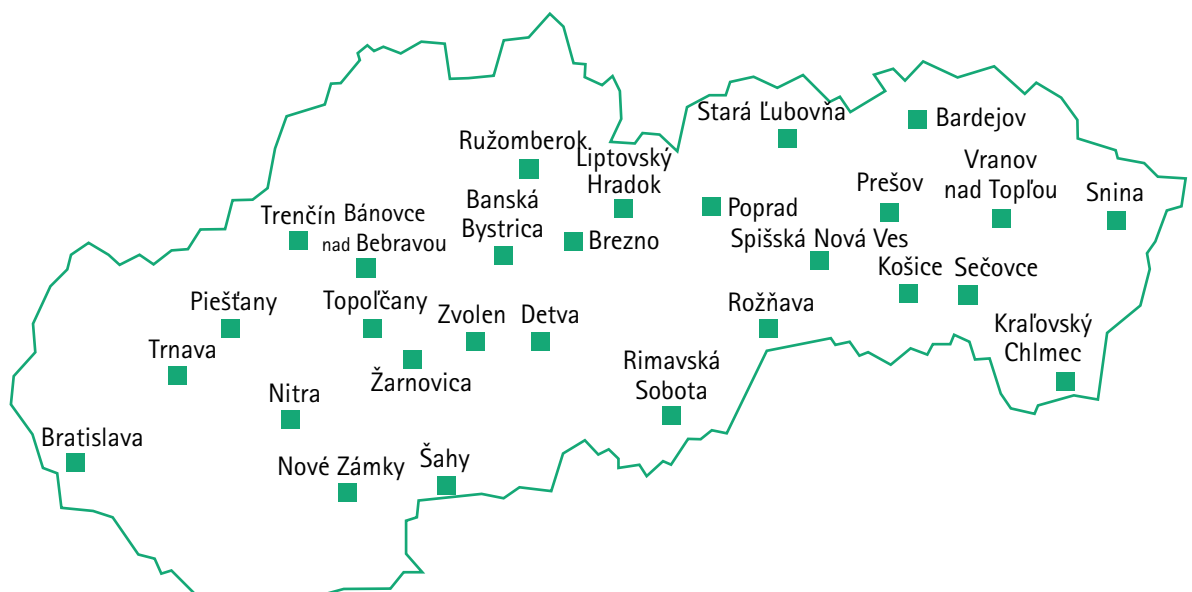 Stará Ľubovňa
Bardejov
Ružomberok
Liptovský
Hradok
Vranov
nad Topľou
Prešov
Snina
Banská
Bystrica
Poprad
Trenčín
Bánovce
nad Bebravou
Brezno
Spišská Nová Ves
Košice
Sečovce
Piešťany
Topoľčany
Zvolen
Detva
Rožňava
Kraľovský
Chlmec
Trnava
Žarnovica
Rimavská
Sobota
Nitra
Bratislava
Nové Zámky
Šahy